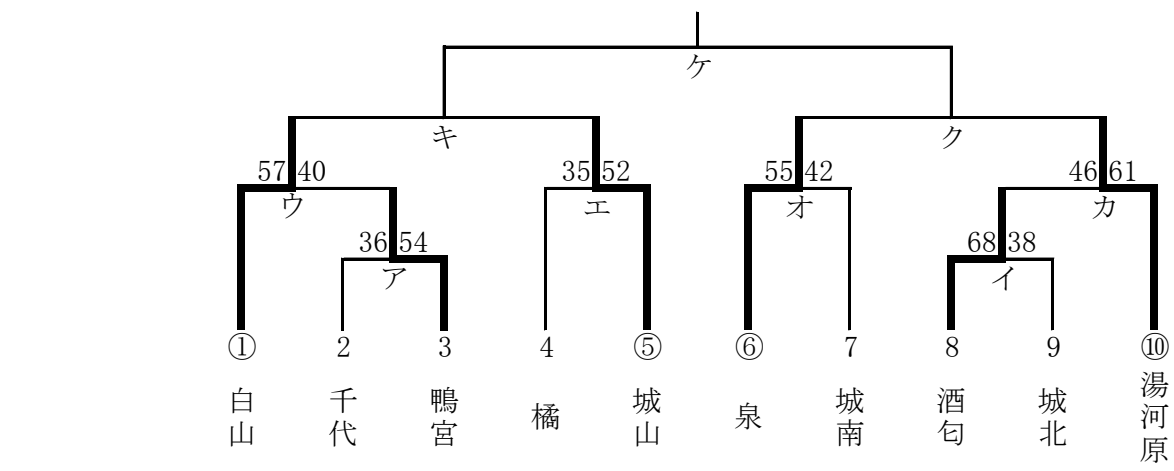 ケ
キ ク
57 40 35 52 55 42 46 61
ウ エ オ カ
36 54 68 38
ア イ
① 2 3 4 ⑤ ⑥ 7 8 9 ⑩
白山 千代 鴨宮 橘 城山 泉 城南 酒匂 城北 湯河原